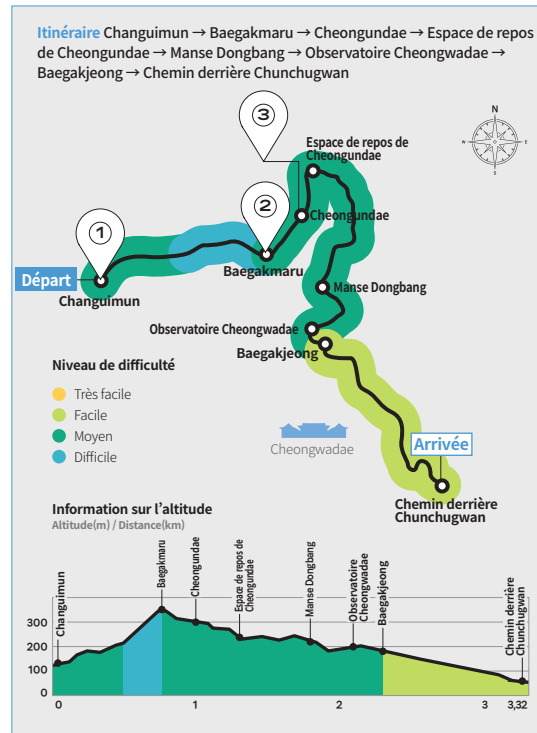 Itinéraire Changuimun → Baegakmaru → Cheongundae → Espace de repos
de Cheongundae → Manse Dongbang → Observatoire Cheongwadae →
Baegakjeong → Chemin derrière Chunchugwan
N
W
E
S
3
Espace de repos de
Cheongundae
2
Cheongundae
1
Baegakmaru
Départ
Changuimun
Manse Dongbang
Observatoire Cheongwadae
Baegakjeong
Niveau de difficulté
Très facile
Facile
Moyen
Difficile
Cheongwadae
Arrivée
Chemin derrière
Chunchugwan
Information sur l'altitude
Altitude(m) / Distance(km)
Changuimun
Baegakmaru
Cheongundae
Espace de repos de
Cheongundae
Manse Dongbang
Observatoire
Cheongwadae
Baegakjeong
Chemin derrière
Chunchugwan
300
200
100
0
0 1 2 3 3,32